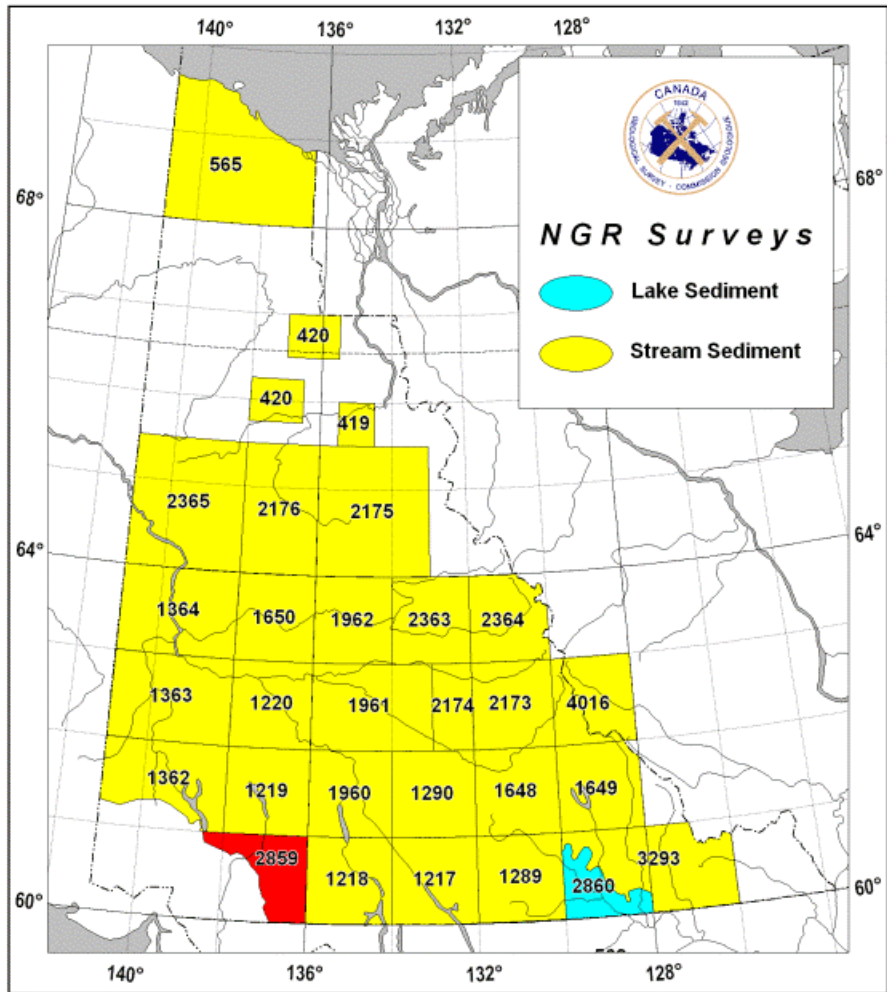 140° 136° 132° 128°
CANADA
1842
GEOLOGICAL SURVEY - COMMISSION GEOLOGIQUE
NGR Surveys
Lake Sediment
Stream Sediment
68° 68°
565
420
420
419
2365 2176 2175
64° 64°
1364 1650 1962 2363 2364
1363 1220 1961 2174 2173 4016
1362 1219 1960 1290 1648 1649
2859 1218 1217 1289 2860 3293
60° 60°
140° 136° 132° 128°